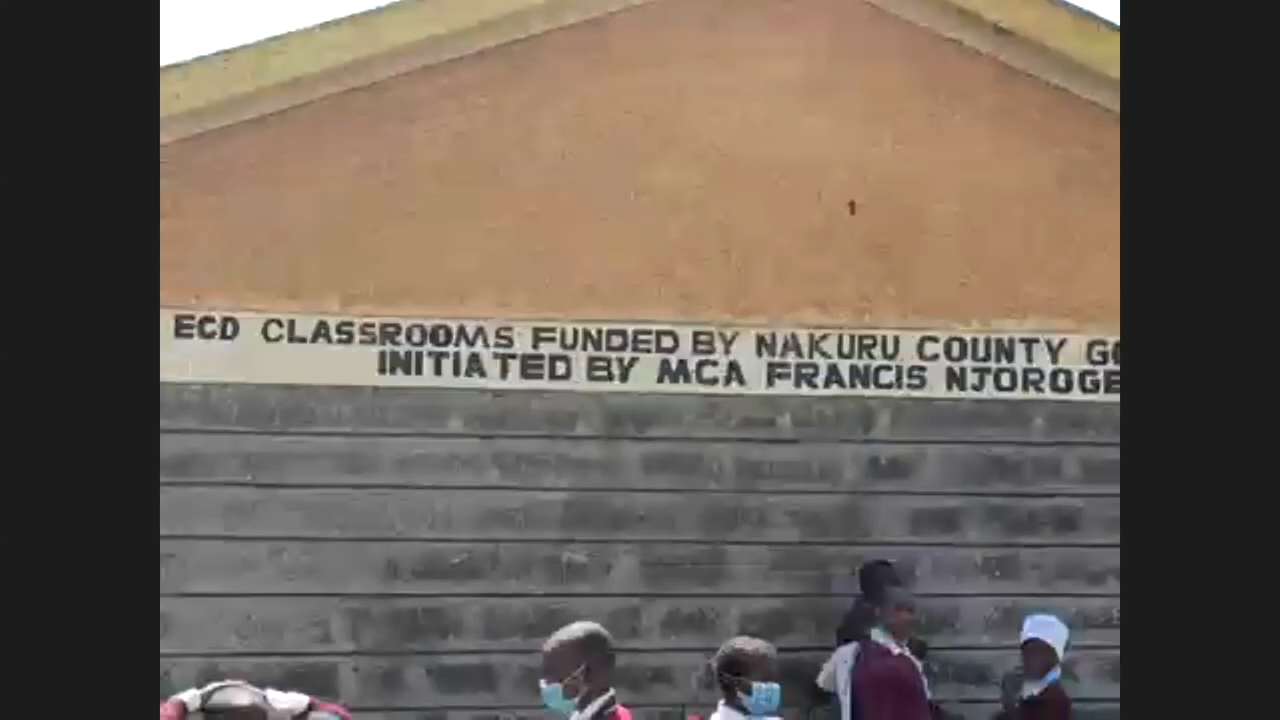 ECD CLASSROOMS FUNDED BY NAKURU COUNTY
INITIATED BY MCA FRANCIS NJOROGE